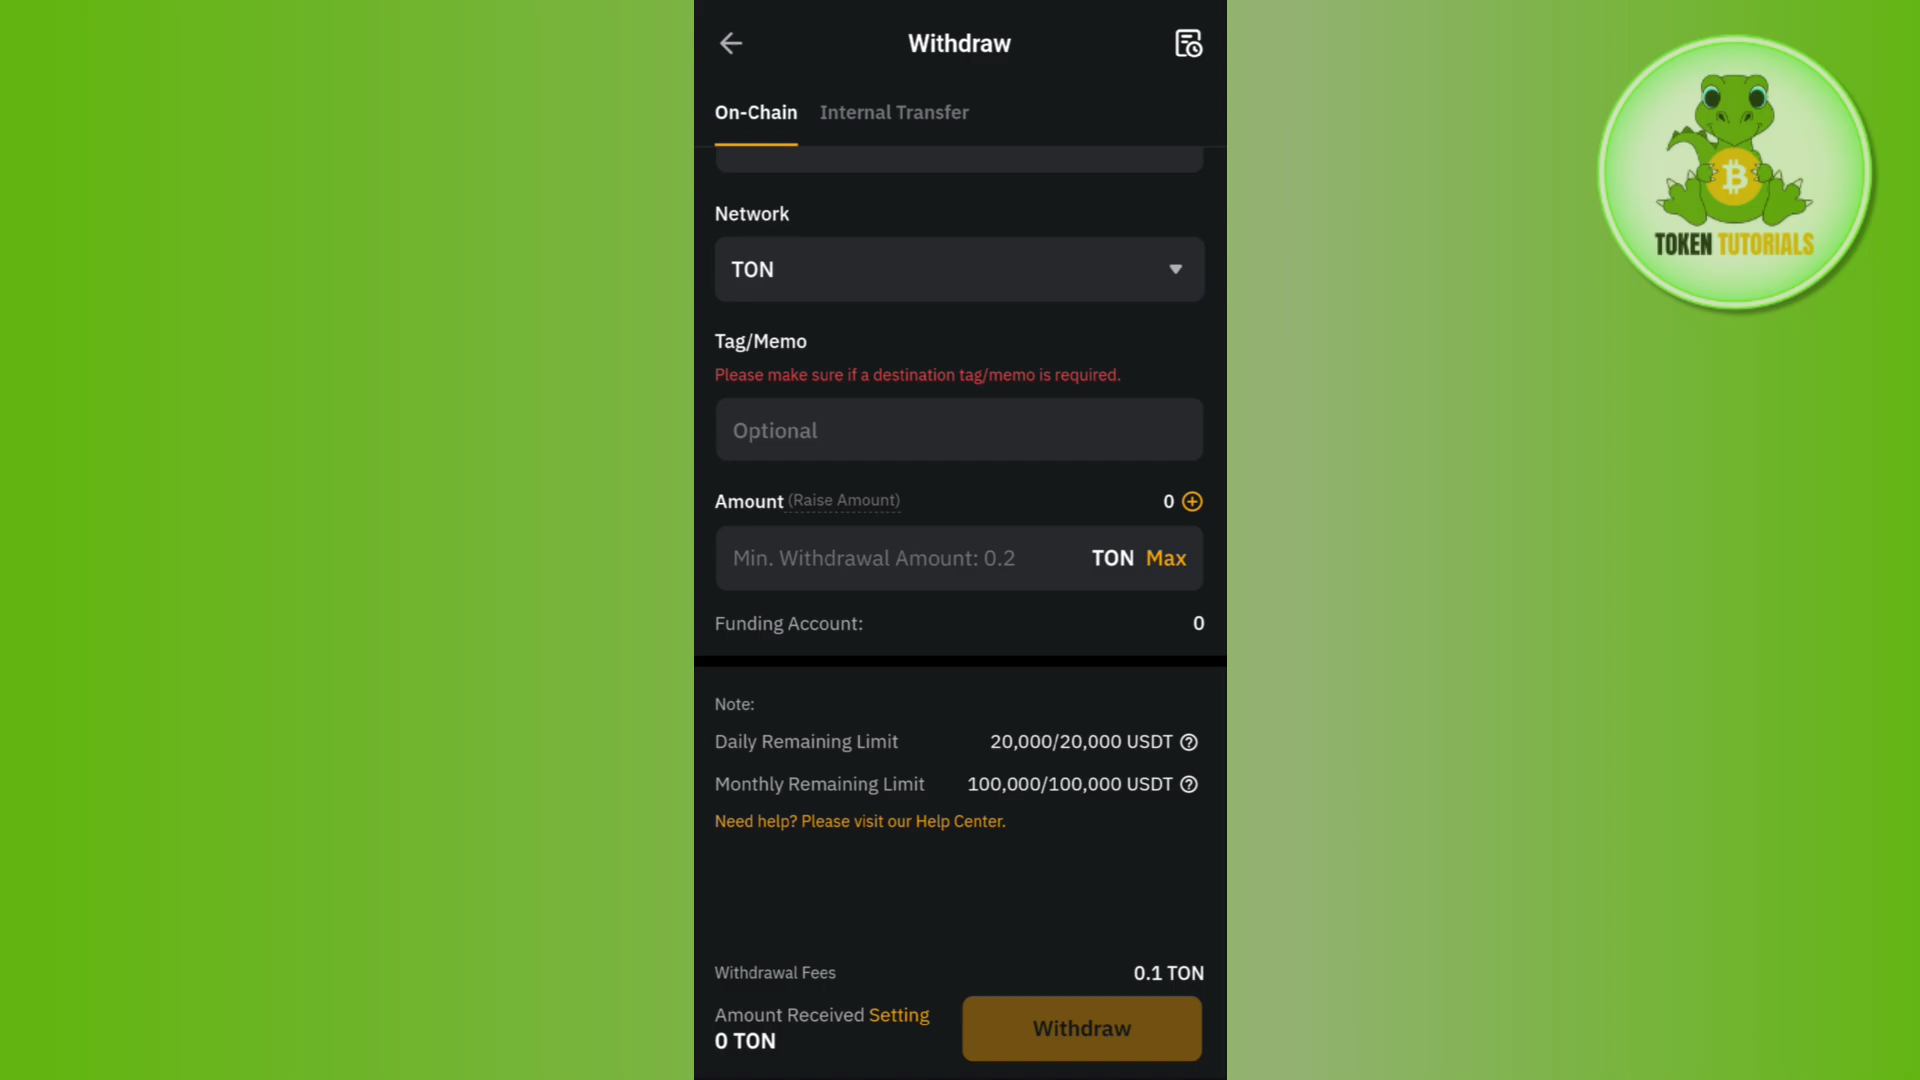 Withdraw
On-Chain Internal Transfer
Network
TON
Tag/Memo
Please make sure if a destination tag/memo is required.
Optional
Amount (Raise Amount) 0
Min. Withdrawal Amount: 0.2 TON Max
Funding Account: 0
Note:
Daily Remaining Limit 20,000/20,000 USDT
Monthly Remaining Limit 100,000/100,000 USDT
Need help? Please visit our Help Center.
Withdrawal Fees 0.1 TON
Amount Received Setting
0 TON
Withdraw
TOKEN TUTORIALS